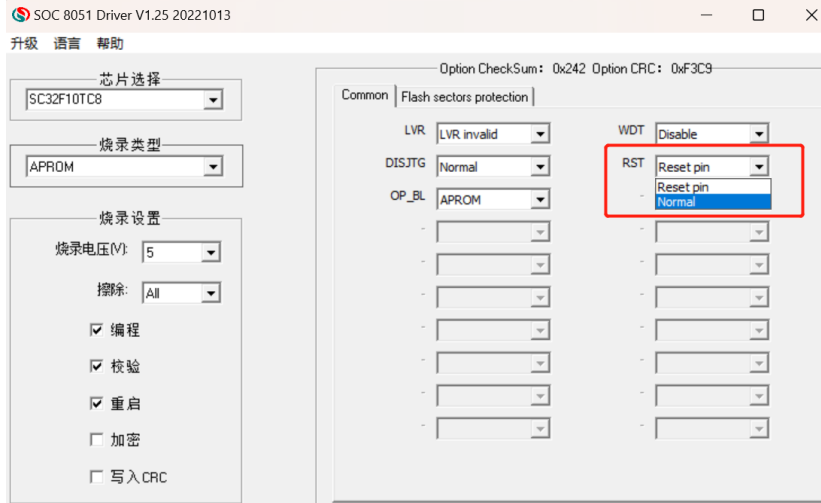 SOC 8051 Driver V1.25 20221013
升级 语言 帮助
芯片选择
SC32F10TC8
烧录类型
APROM
烧录设置
烧录电压(V): 5
擦除: All
编程
校验
重启
加密
写入CRC
Option CheckSum: 0x242 Option CRC: 0xF3C9
Common Flash sectors protection
LVR LVR invalid WDT Disable
DISJTG Normal RST Reset pin
Reset pin
OP_BL APROM - Normal
- -
- -
- -
- -
- -
- -
- -